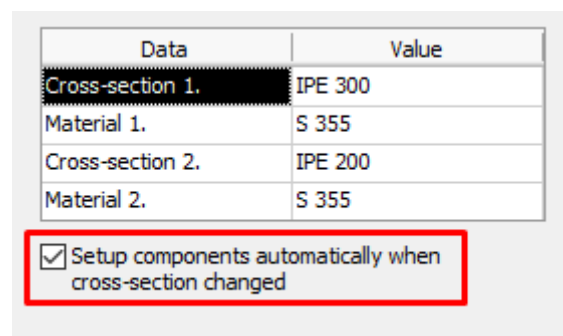 Data Value
Cross-section 1. IPE 300
Material 1. S 355
Cross-section 2. IPE 200
Material 2. S 355
Setup components automatically when
cross-section changed